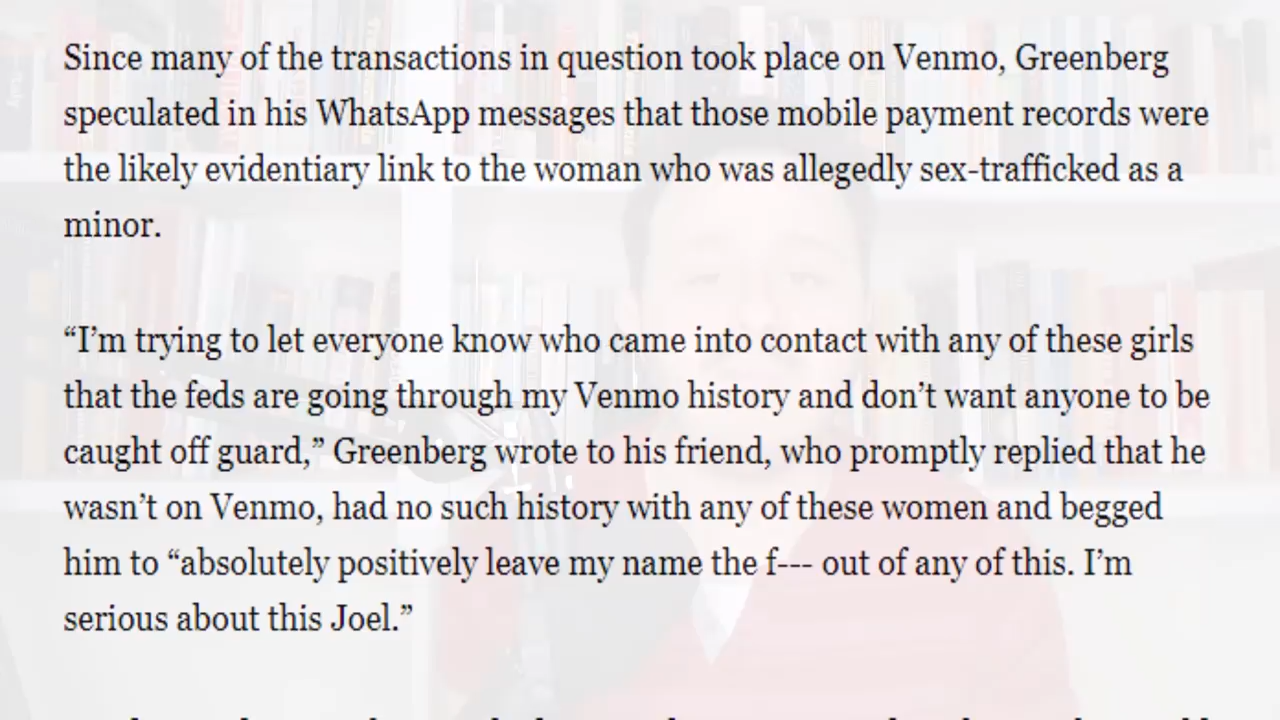 Since many of the transactions in question took place on Venmo, Greenberg
speculated in his WhatsApp messages that those mobile payment records were
the likely evidentiary link to the woman who was allegedly sex-trafficked as a
minor.
“I’m trying to let everyone know who came into contact with any of these girls
that the feds are going through my Venmo history and don’t want anyone to be
caught off guard,” Greenberg wrote to his friend, who promptly replied that he
wasn’t on Venmo, had no such history with any of these women and begged
him to “absolutely positively leave my name the f--- out of any of this. I’m
serious about this Joel.”